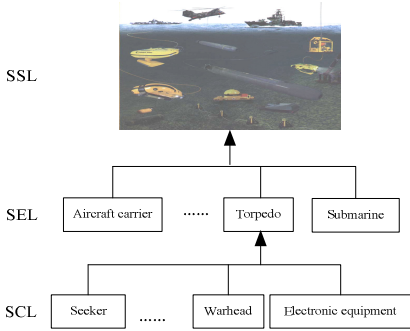 SSL
SEL
Aircraft carrier ...... Torpedo Submarine
SCL
Seeker ...... Warhead Electronic equipment